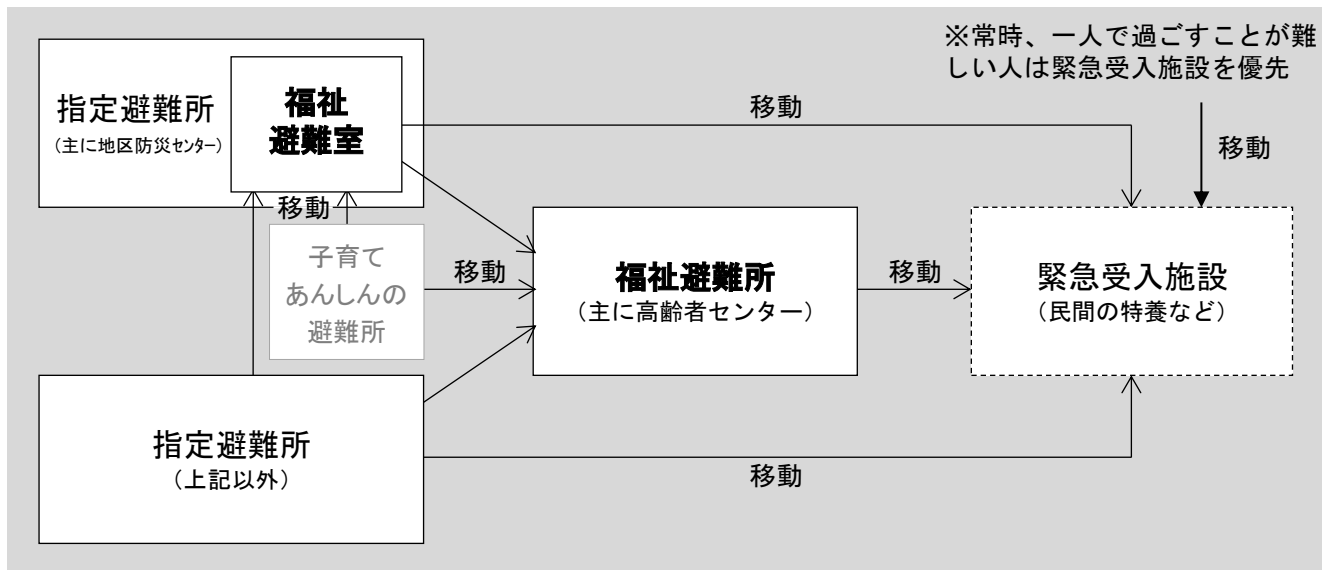 ※常時、一人で過ごすことが難
しい人は緊急受入施設を優先
指定避難所
（主に地区防災センター）
福祉
避難室
移動
移動
移動
子育て
あんしんの
避難所
移動
福祉避難所
（主に高齢者センター）
移動
緊急受入施設
（民間の特養など）
指定避難所
（上記以外）
移動